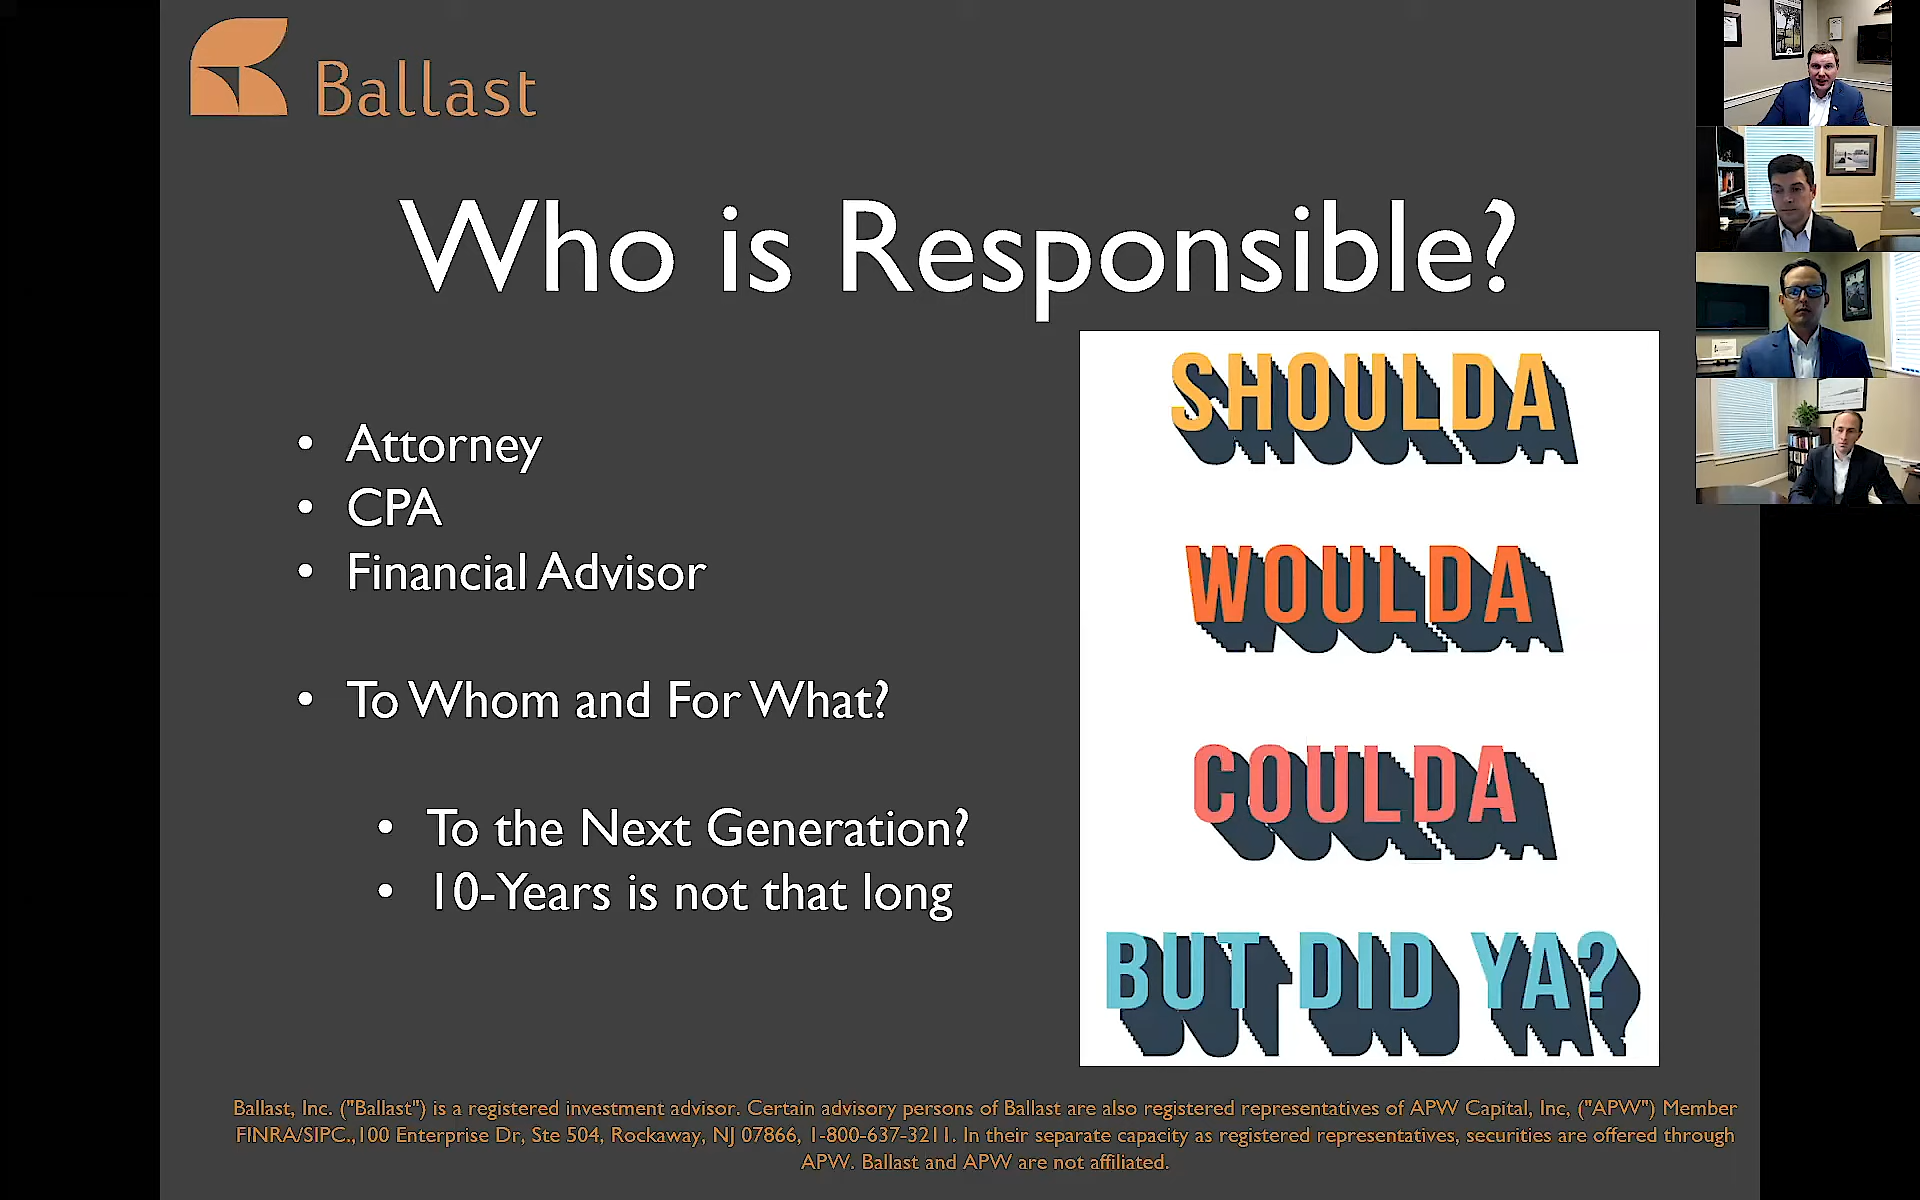 Ballast
Who is Responsible?
• Attorney
• CPA
• Financial Advisor
• To Whom and For What?
• To the Next Generation?
• 10-Years is not that long
SHOULDA
WOULDA
COULDA
BUT DID YA?
Ballast, Inc. ("Ballast") is a registered investment advisor. Certain advisory persons of Ballast are also registered representatives of APW Capital, Inc, ("APW") Member
FINRA/SIPC.,100 Enterprise Dr, Ste 504, Rockaway, NJ 07866, 1-800-637-3211. In their separate capacity as registered representatives, securities are offered through
APW. Ballast and APW are not affiliated.